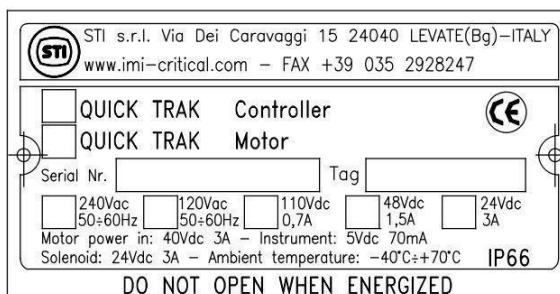 STI
STI s.r.l. Via Dei Caravaggi 15 24040 LEVATE(Bg)-ITALY
www.imi-critical.com - FAX +39 035 2928247
QUICK TRAK Controller
CE
QUICK TRAK Motor
Serial Nr. Tag
240Vac 120Vac 110Vdc 48Vdc 24Vdc
50÷60Hz 50÷60Hz 0,7A 1,5A 3A
Motor power in: 40Vdc 3A - Instrument: 5Vdc 70mA
Solenoid: 24Vdc 3A - Ambient temperature: -40°C÷+70°C IP66
DO NOT OPEN WHEN ENERGIZED